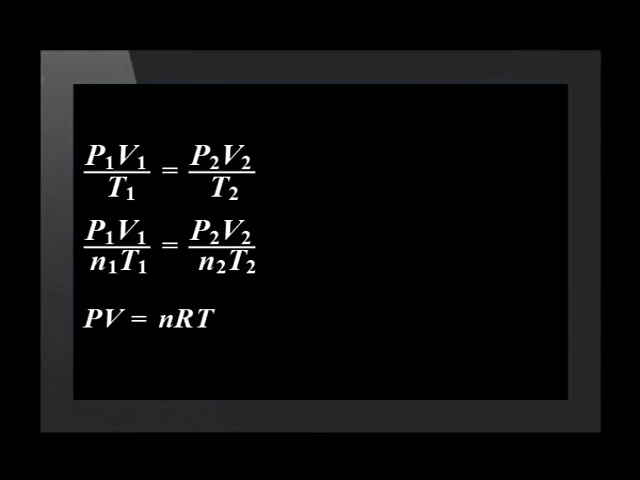 P₁V₁/T₁ = P₂V₂/T₂
P₁V₁/n₁T₁ = P₂V₂/n₂T₂
PV = nRT